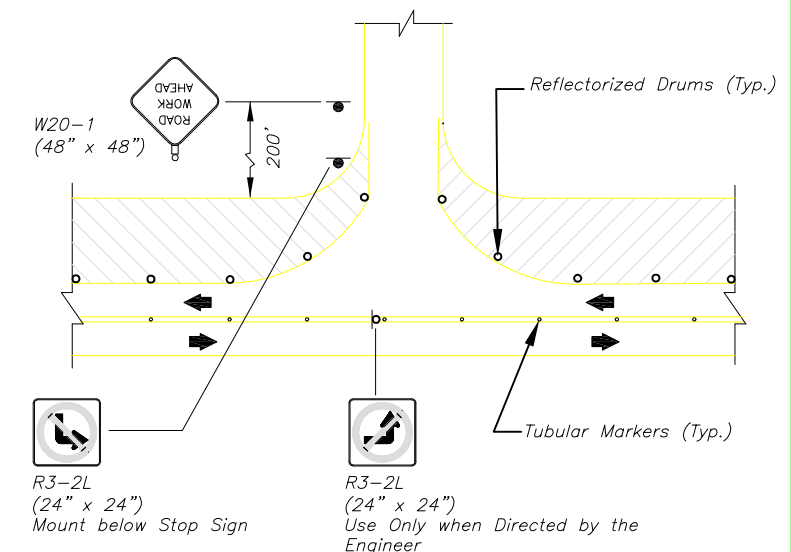 Reflectorized Drums (Typ.)
ROAD
WORK
AHEAD
W20-1
(48" x 48")
200'
Tubular Markers (Typ.)
R3-2L
(24" x 24")
Mount below Stop Sign
R3-2L
(24" x 24")
Use Only when Directed by the
Engineer